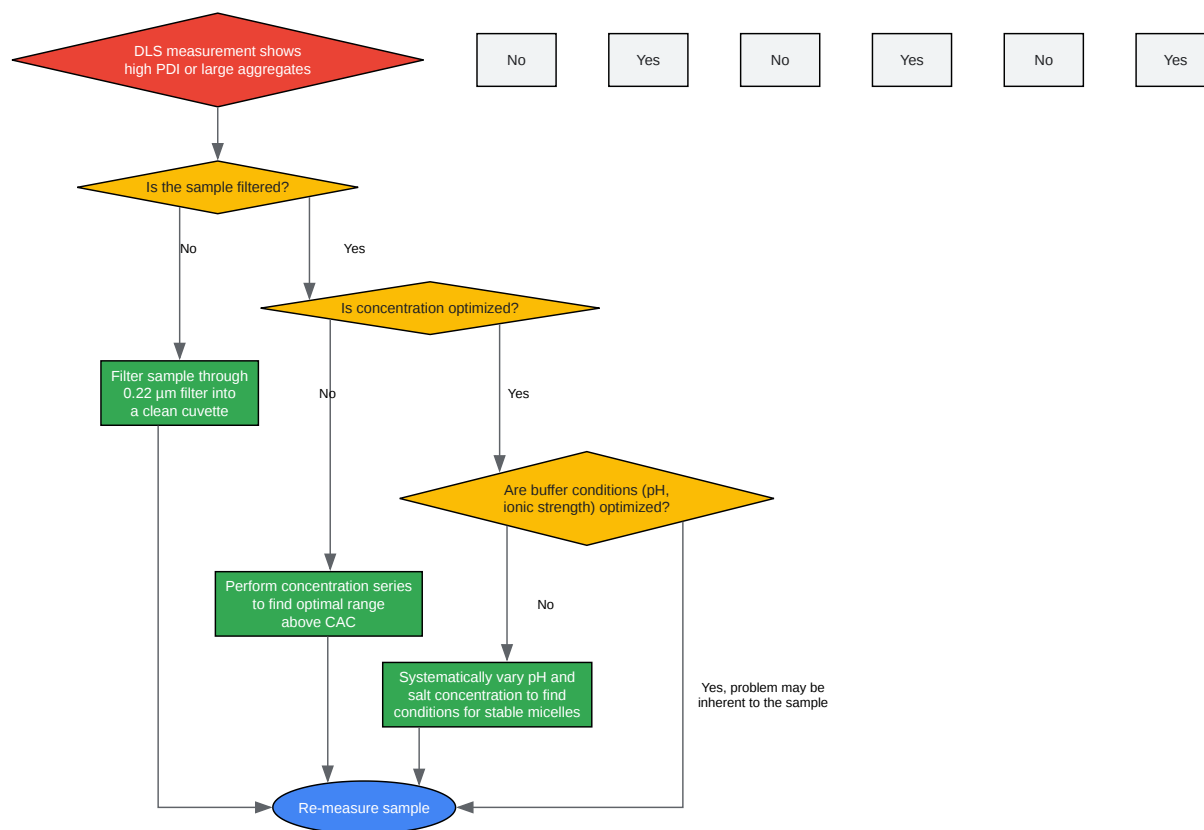 DLS measurement shows
high PDI or large aggregates
No
Yes
No
Yes
No
Yes
Is the sample filtered?
No
Yes
Is concentration optimized?
Filter sample through
0.22 µm filter into
a clean cuvette
No
Yes
Are buffer conditions (pH,
ionic strength) optimized?
Perform concentration series
to find optimal range
above CAC
No
Systematically vary pH and
salt concentration to find
conditions for stable micelles
Yes, problem may be
inherent to the sample
Re-measure sample